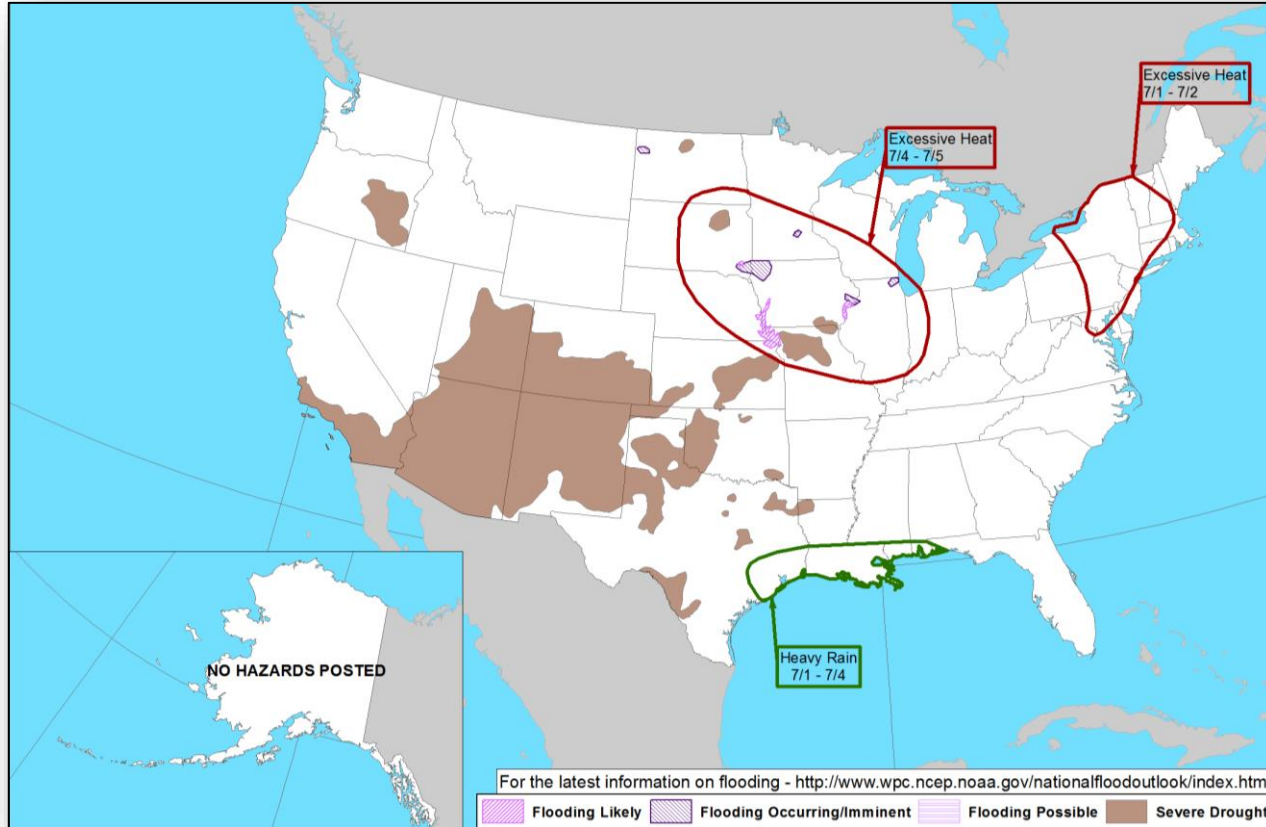 Excessive Heat
7/1 - 7/2
Excessive Heat
7/4 - 7/5
Heavy Rain
7/1 - 7/4
NO HAZARDS POSTED
For the latest information on flooding - http://www.wpc.ncep.noaa.gov/nationalfloodoutlook/index.htm
Flooding Likely
Flooding Occurring/Imminent
Flooding Possible
Severe Drought